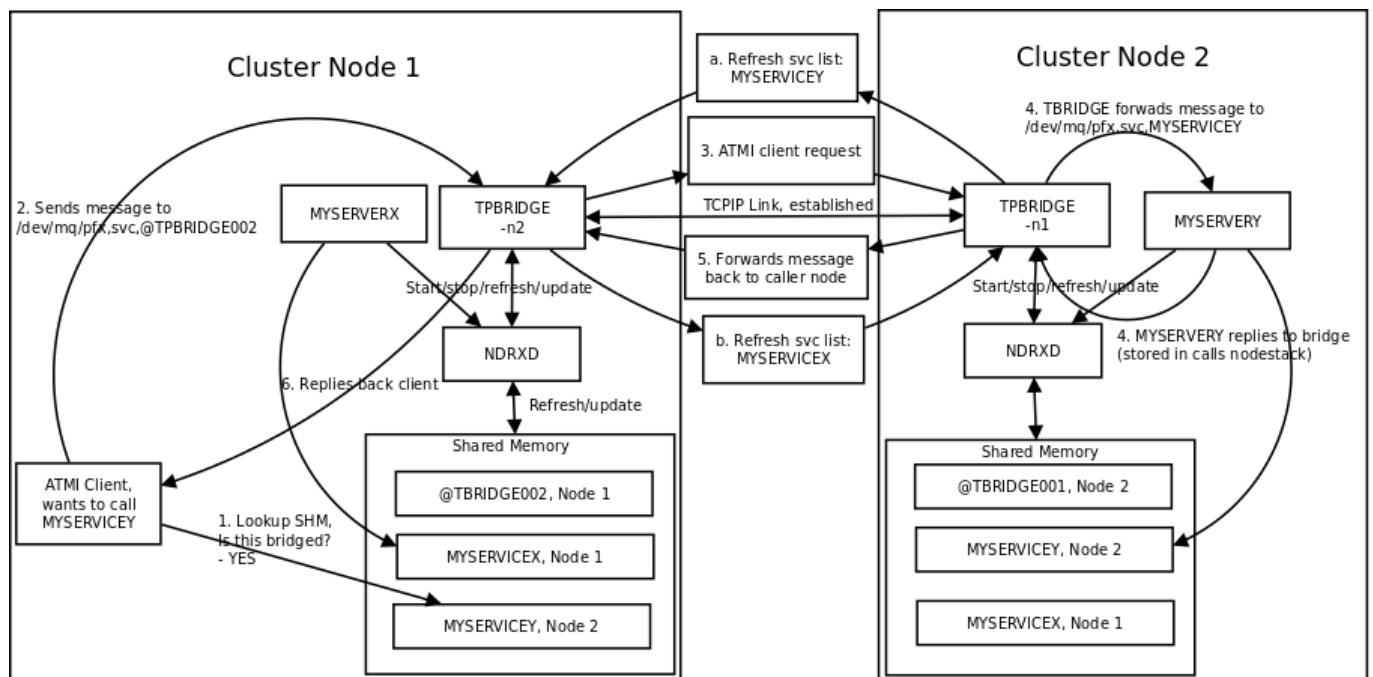 Cluster Node 1
Cluster Node 2
a. Refresh svc list:
MYSERVICEY
4. TBRIDGE forwads message to
/dev/mq/pfx,svc,MYSERVICEY
3. ATMI client request
2. Sends message to
/dev/mq/pfx,svc,@TPBRIDGE002
MYSERVERX
TPBRIDGE
-n2
TCPIP Link, established
TPBRIDGE
-n1
MYSERVERY
5. Forwards message
back to caller node
Start/stop/refresh/update
Start/stop/refresh/update
b. Refresh svc list:
MYSERVICEX
NDRXD
NDRXD
4. MYSERVERY replies to bridge
(stored in calls nodestack)
6. Replies back client
Refresh/update
Shared Memory
@TBRIDGE002, Node 1
MYSERVICEX, Node 1
MYSERVICEY, Node 2
Shared Memory
@TBRIDGE001, Node 2
MYSERVICEY, Node 2
MYSERVICEX, Node 1
ATMI Client,
wants to call
MYSERVICEY
1. Lookup SHM,
Is this bridged?
- YES